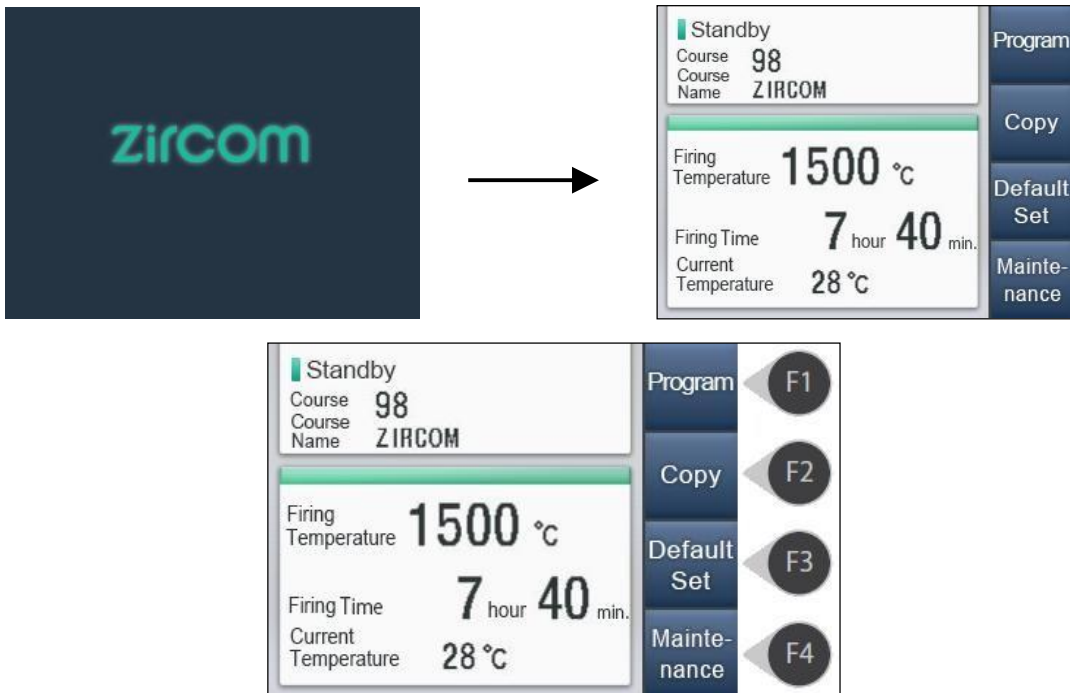 zircom
Standby
Course 98
Course Name ZIRCOM
Firing Temperature 1500 °C
Firing Time 7 hour 40 min.
Current Temperature 28 °C
Program
Copy
Default
Set
Mainte-
nance
Standby
Course 98
Course Name ZIRCOM
Firing Temperature 1500 °C
Firing Time 7 hour 40 min.
Current Temperature 28 °C
Program F1
Copy F2
Default
Set F3
Mainte-
nance F4